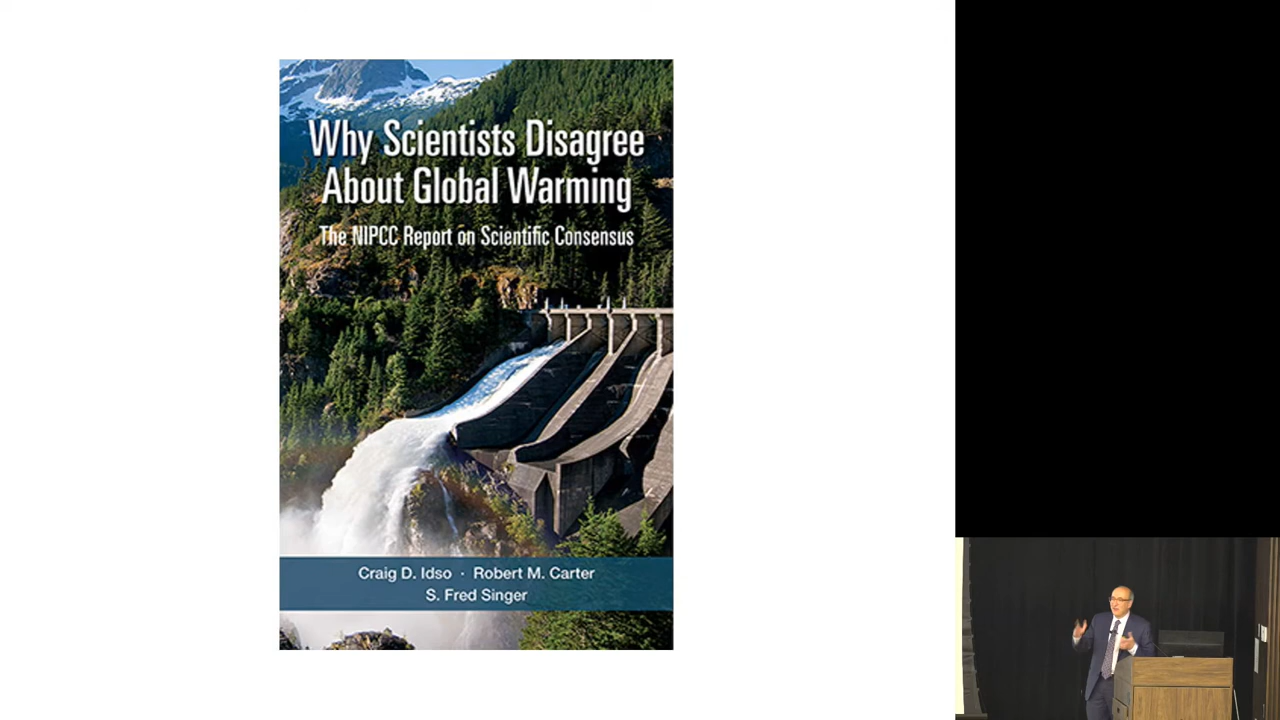 Why Scientists Disagree
About Global Warming
The NIPCC Report on Scientific Consensus
Craig D. Idso · Robert M. Carter
S. Fred Singer